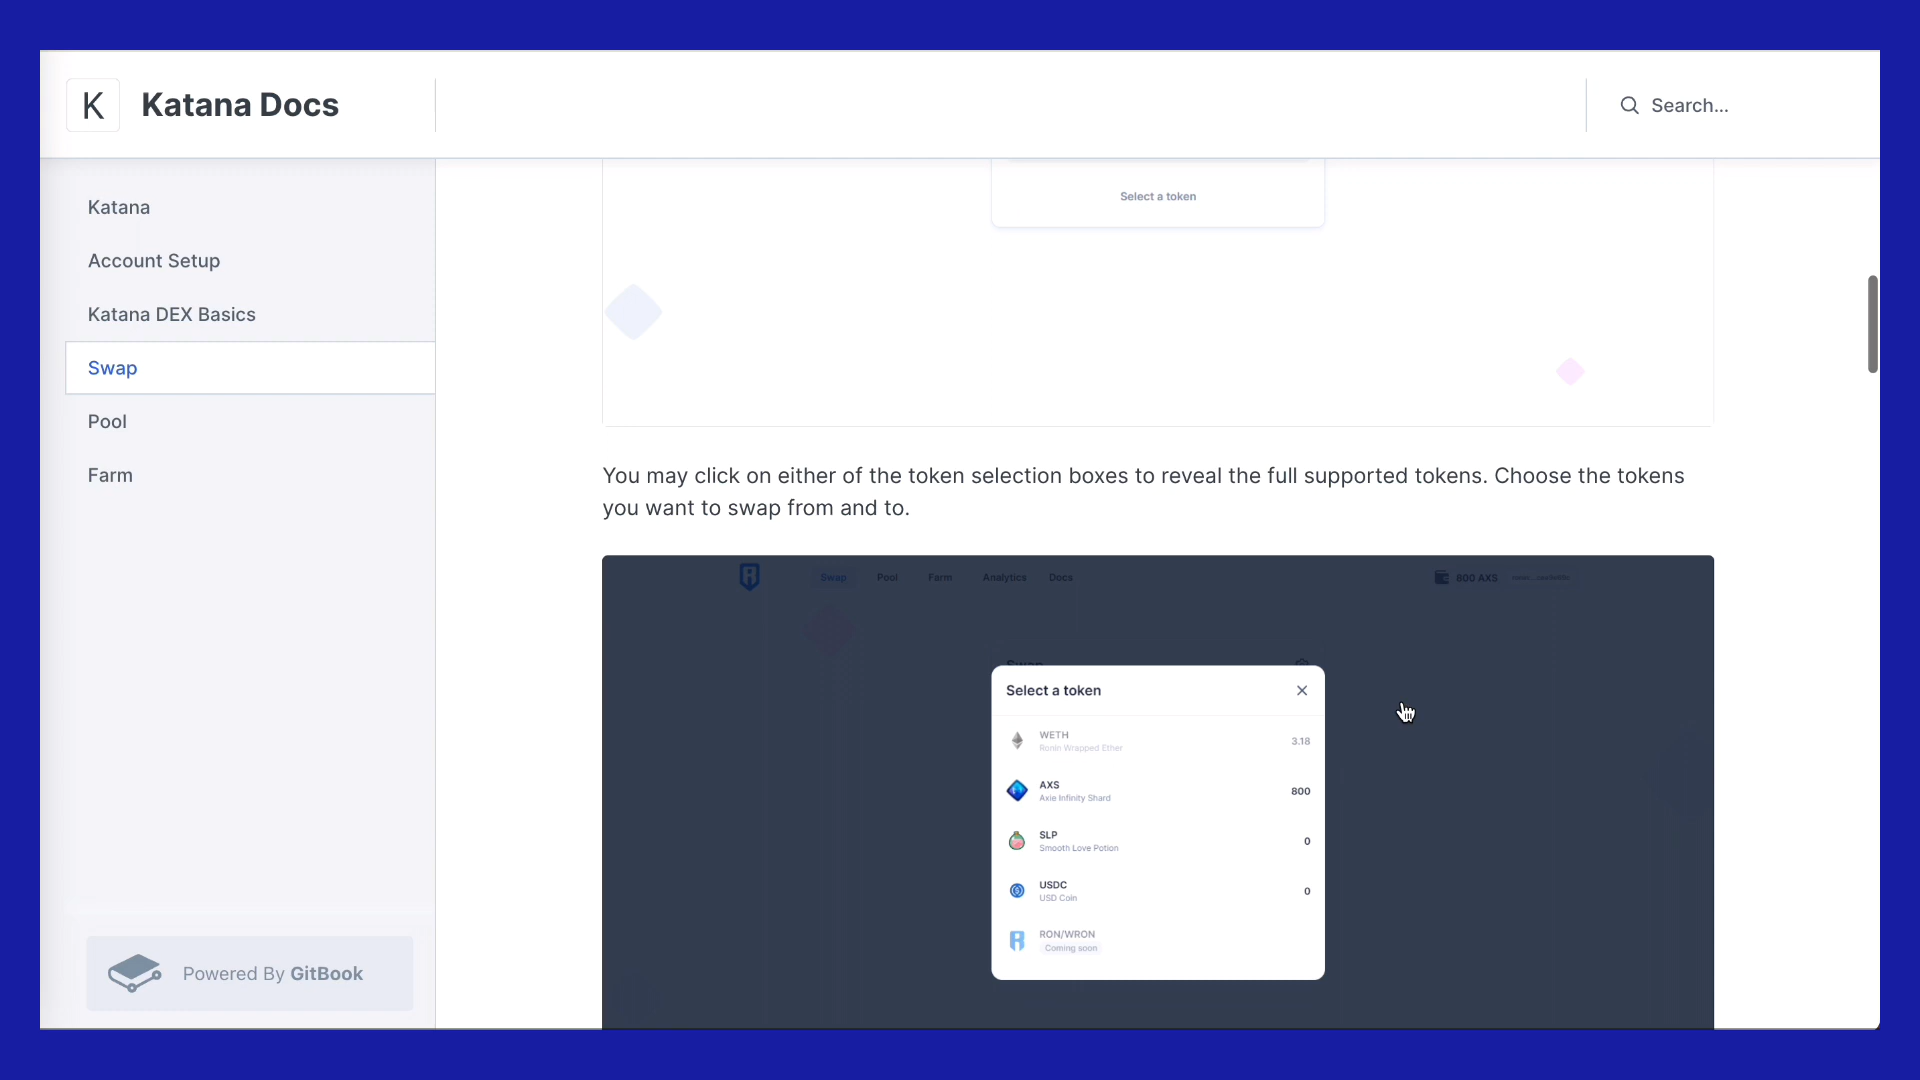 K Katana Docs
Search...
Katana
Account Setup
Katana DEX Basics
Swap
Pool
Farm
Powered By GitBook
Select a token
You may click on either of the token selection boxes to reveal the full supported tokens. Choose the tokens
you want to swap from and to.
Swap Pool Farm Analytics Docs 800 AXS
Swap
Select a token
WETH
Ronin Wrapped Ether
3.18
AXS
Axie Infinity Shard
800
SLP
Smooth Love Potion
0
USDC
USD Coin
0
RON/WRON
Coming soon